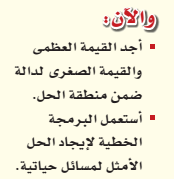 والآن:
▪ أجد القيمة العظمى
والقيمة الصغرى لدالة
ضمن منطقة الحل.
▪ أستعمل البرمجة
الخطية لإيجاد الحل
الأمثل لمسائل حياتية.